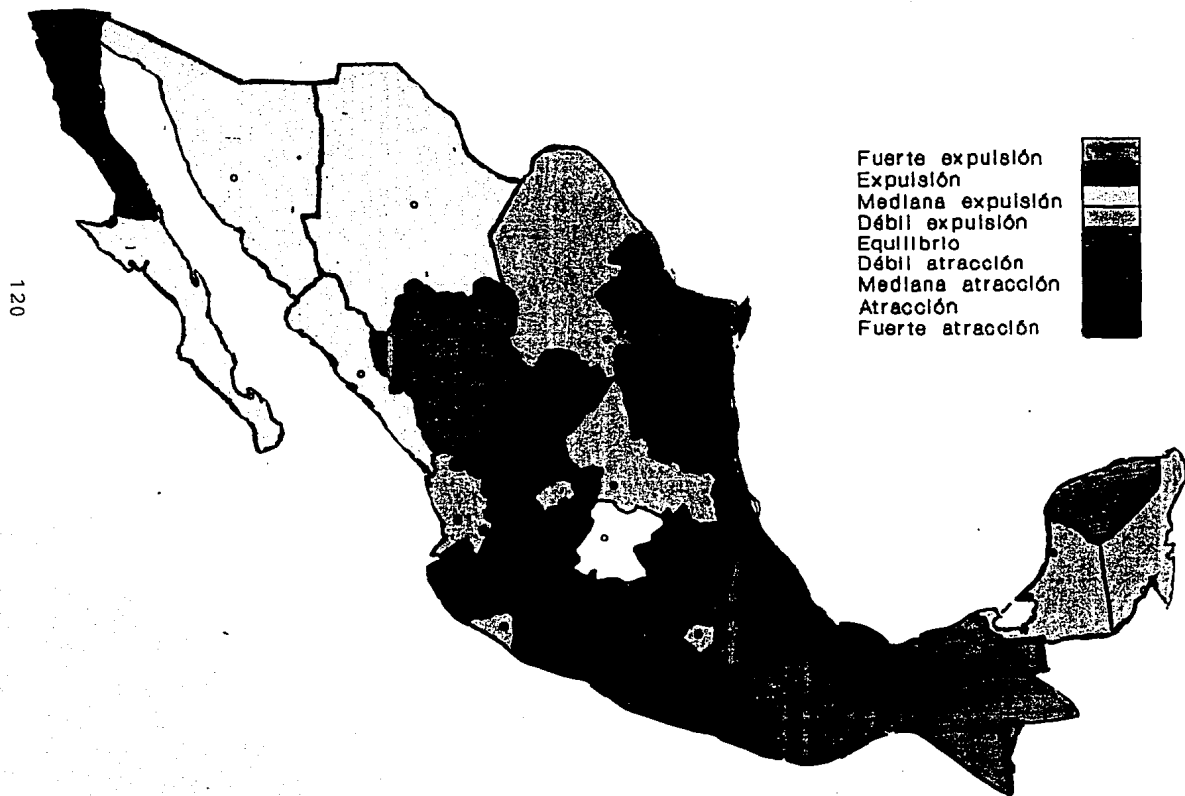 Fuerte expulsión
Expulsión
Mediana expulsión
Débil expulsión
Equilibrio
Débil atracción
Mediana atracción
Atracción
Fuerte atracción
120